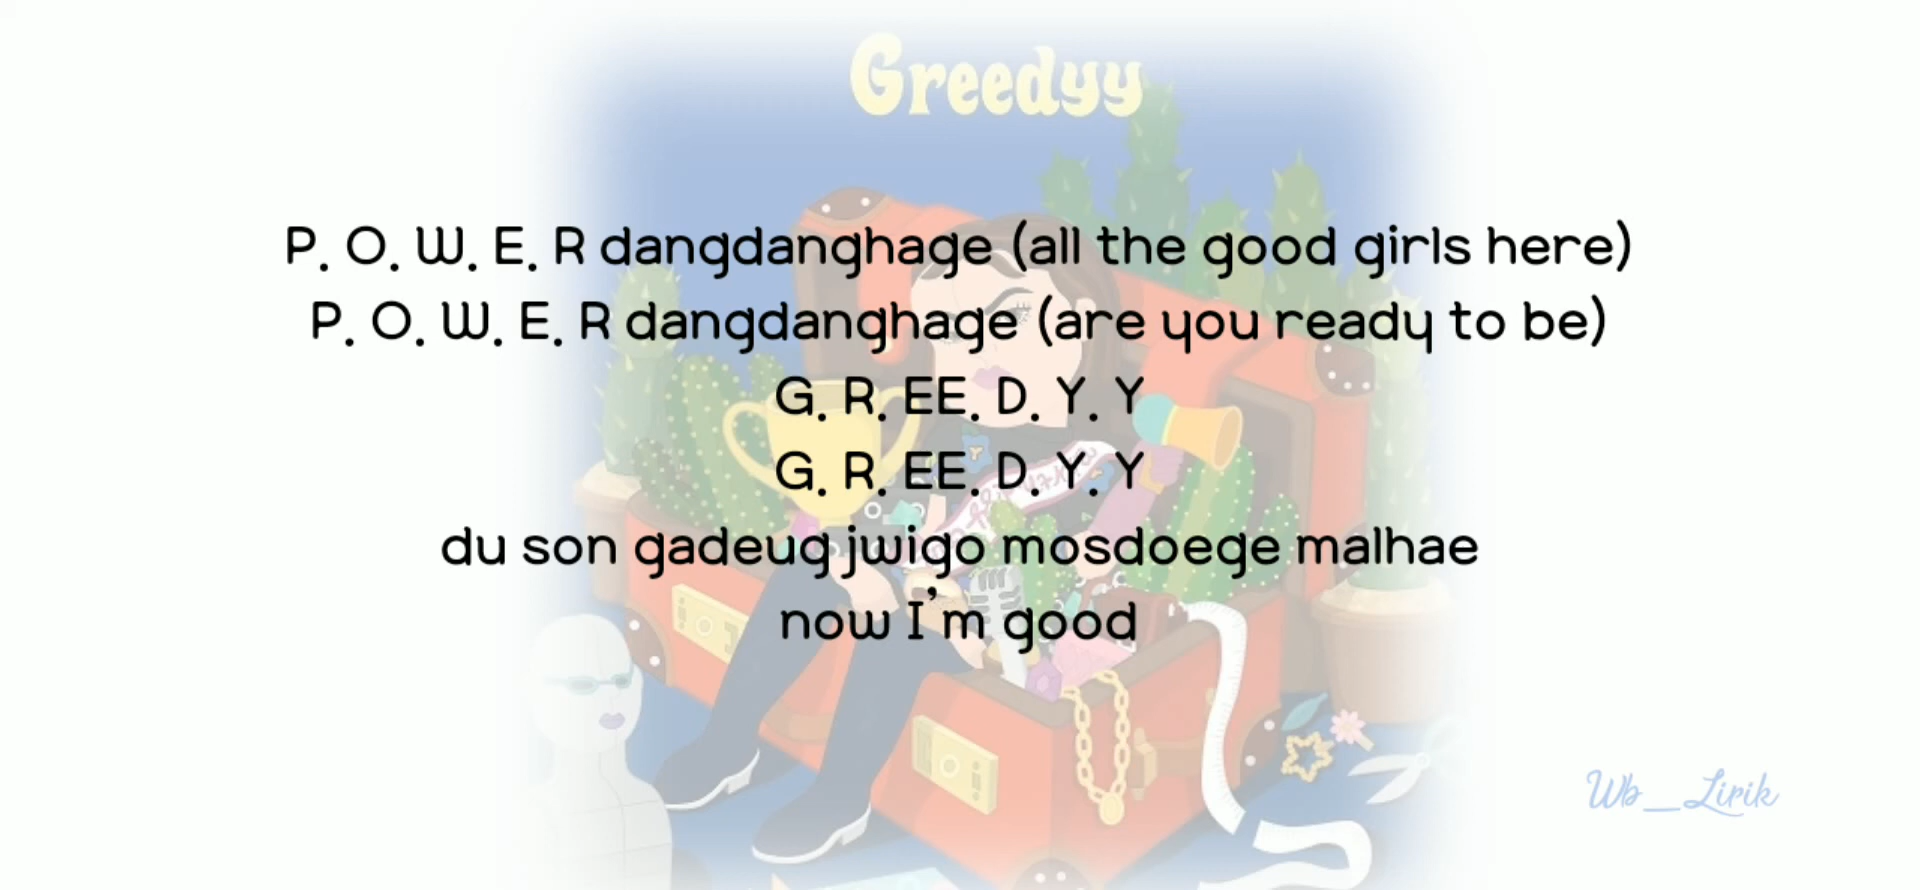 Greedyy
P. O. W. E. R dangdanghage (all the good girls here)
P. O. W. E. R dangdanghage (are you ready to be)
G. R. EE. D. Y. Y
G. R. EE. D. Y. Y
du son gadeug jwigo mosdoege malhae
now I'm good
Wb__Lirik